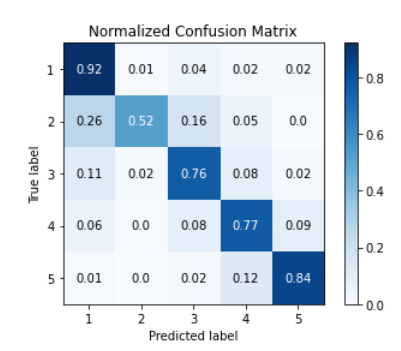 Normalized Confusion Matrix
True label
1 0.92 0.01 0.04 0.02 0.02
2 0.26 0.52 0.16 0.05 0.0
3 0.11 0.02 0.76 0.08 0.02
4 0.06 0.0 0.08 0.77 0.09
5 0.01 0.0 0.02 0.12 0.84
1 2 3 4 5
Predicted label
0.8
0.6
0.4
0.2
0.0